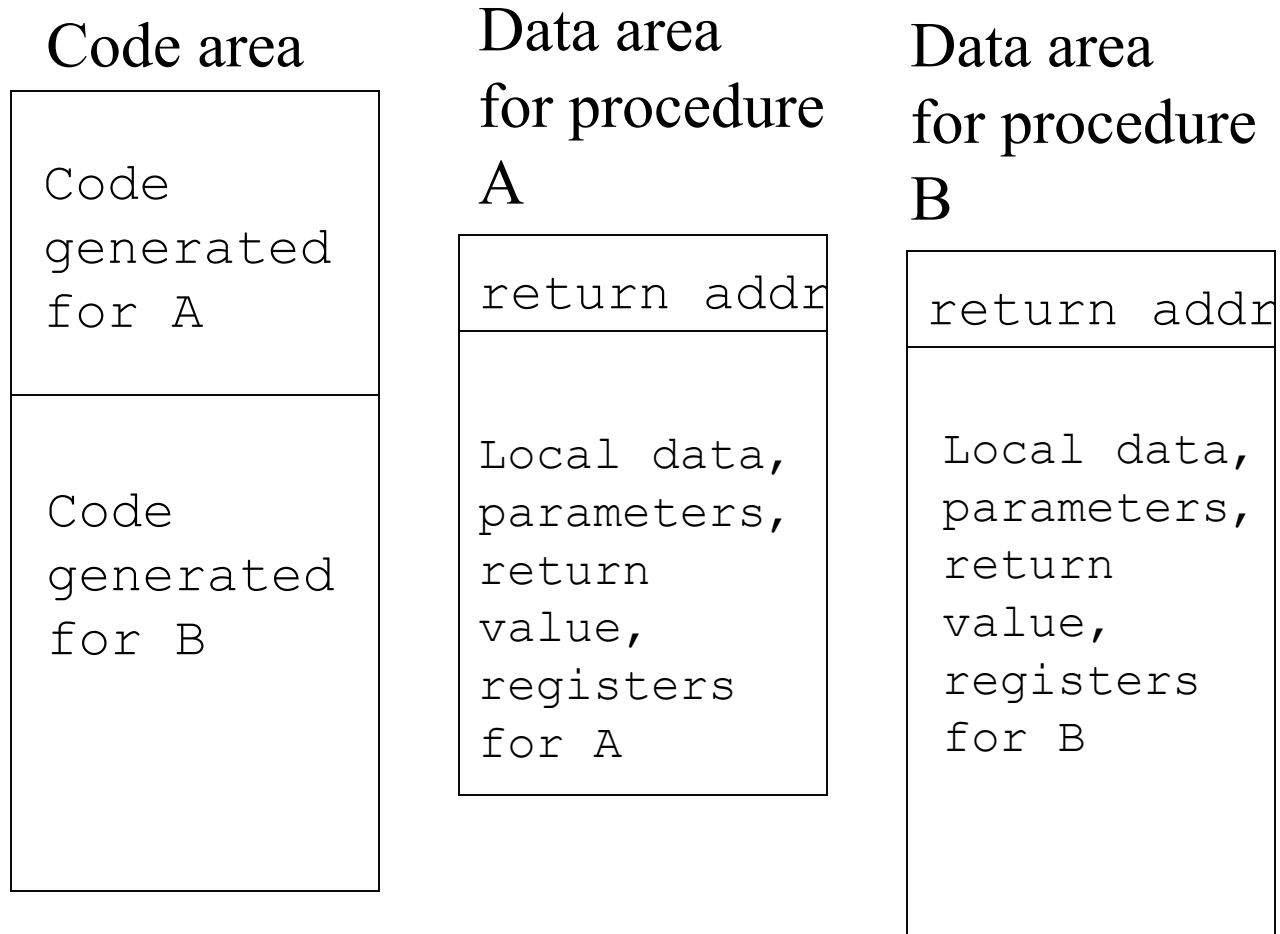 Code area
Code
generated
for A
Code
generated
for B
Data area
for procedure
A
return addr
Local data,
parameters,
return
value,
registers
for A
Data area
for procedure
B
return addr
Local data,
parameters,
return
value,
registers
for B